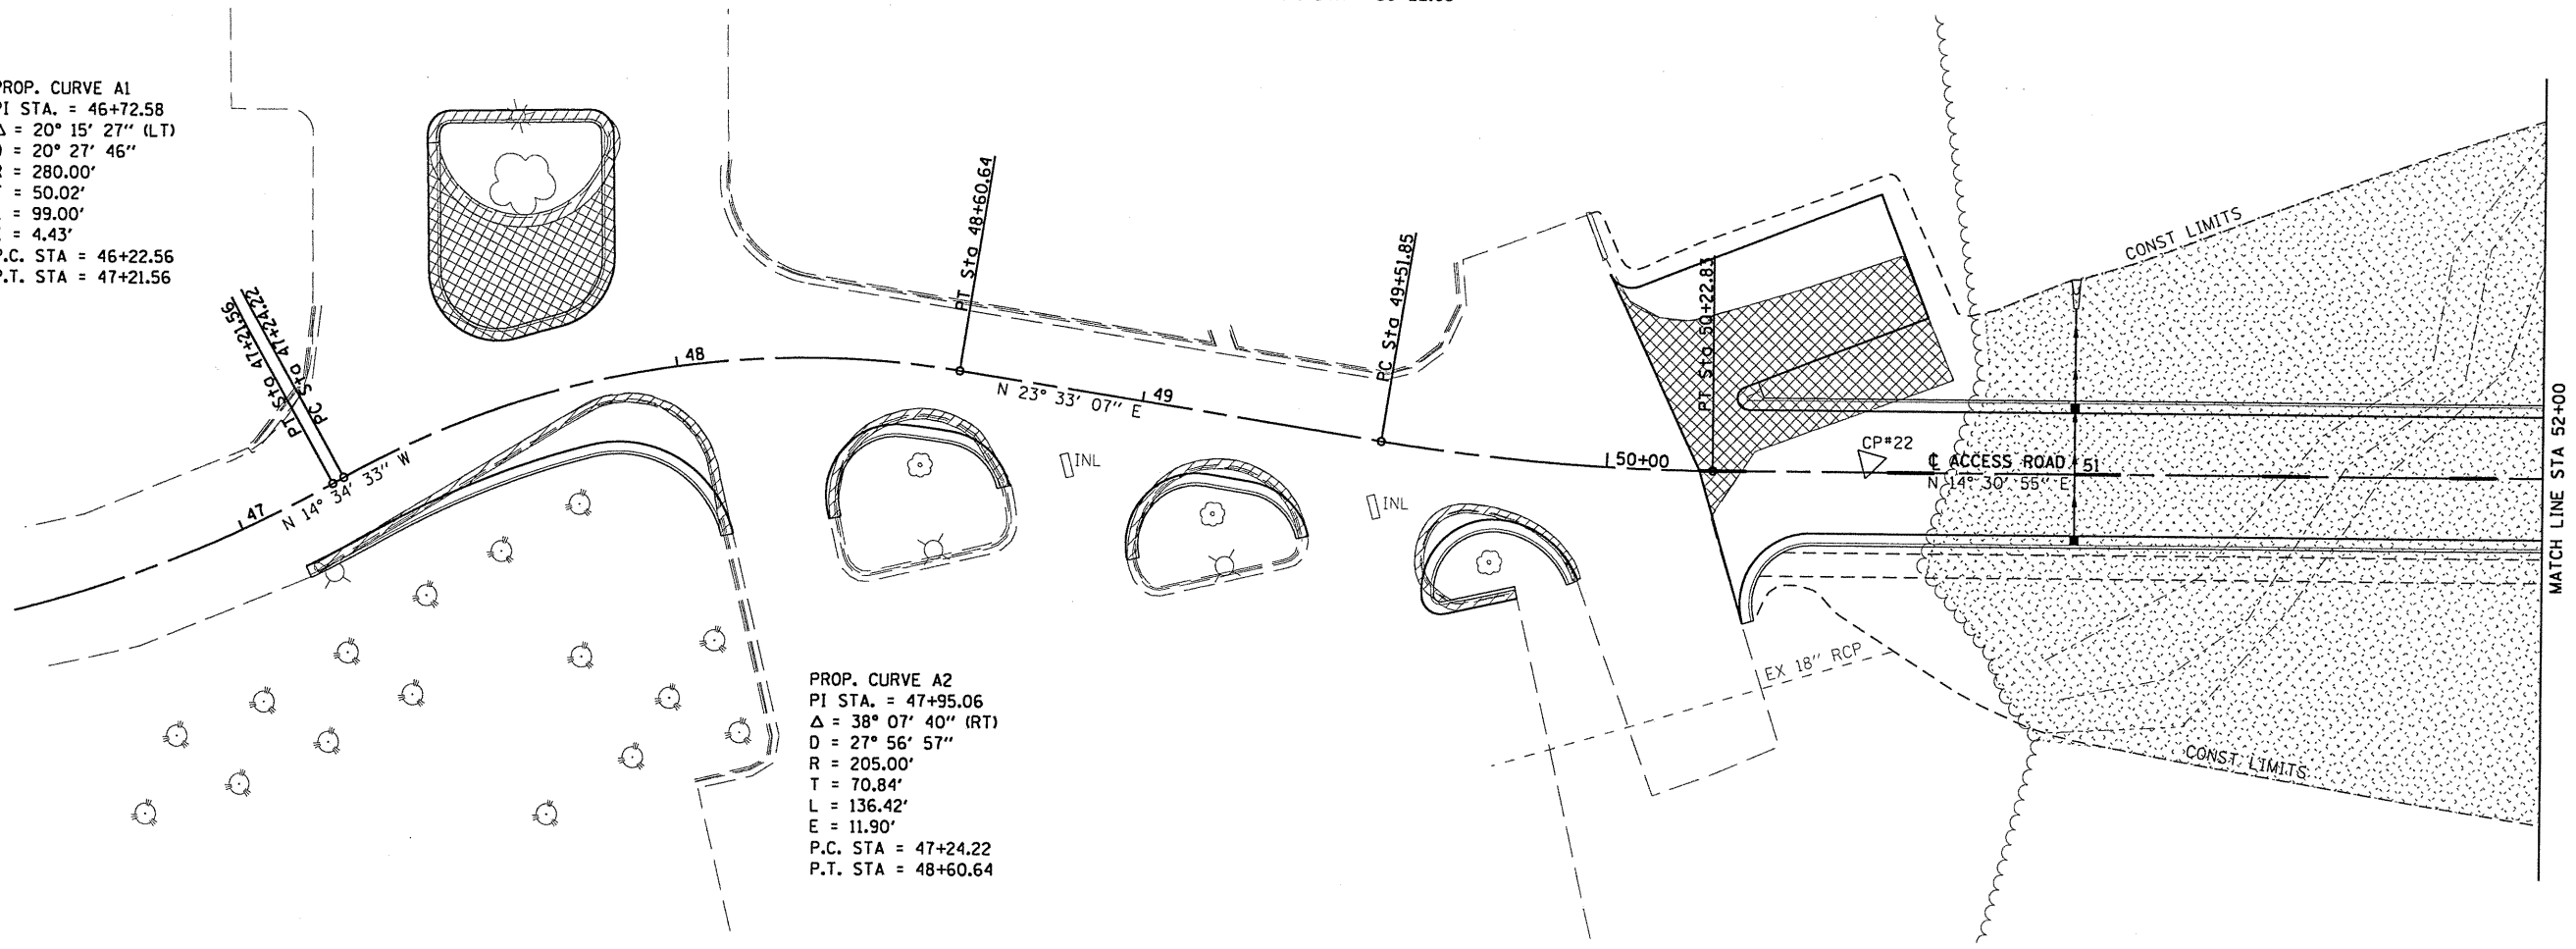 PROP. CURVE A1
PI STA. = 46+72.58
Δ = 20° 15' 27" (LT)
= 20° 27' 46"
= 280.00'
= 50.02'
= 99.00'
= 4.43'
P.C. STA = 46+22.56
P.T. STA = 47+21.56
PT Sta 47+21.56
PC Sta 47+24.22
47
N 14° 34' 33" W
48
PT Sta 48+60.64
N 23° 33' 07" E
49
INL
PC Sta 49+51.85
INL
50+00
PT Sta 50+22.83
CP#22
℄ ACCESS ROAD
51
N 14° 30' 55" E
CONST LIMITS
MATCH LINE STA 52+00
EX 18" RCP
CONST LIMITS
PROP. CURVE A2
PI STA. = 47+95.06
Δ = 38° 07' 40" (RT)
D = 27° 56' 57"
R = 205.00'
T = 70.84'
L = 136.42'
E = 11.90'
P.C. STA = 47+24.22
P.T. STA = 48+60.64